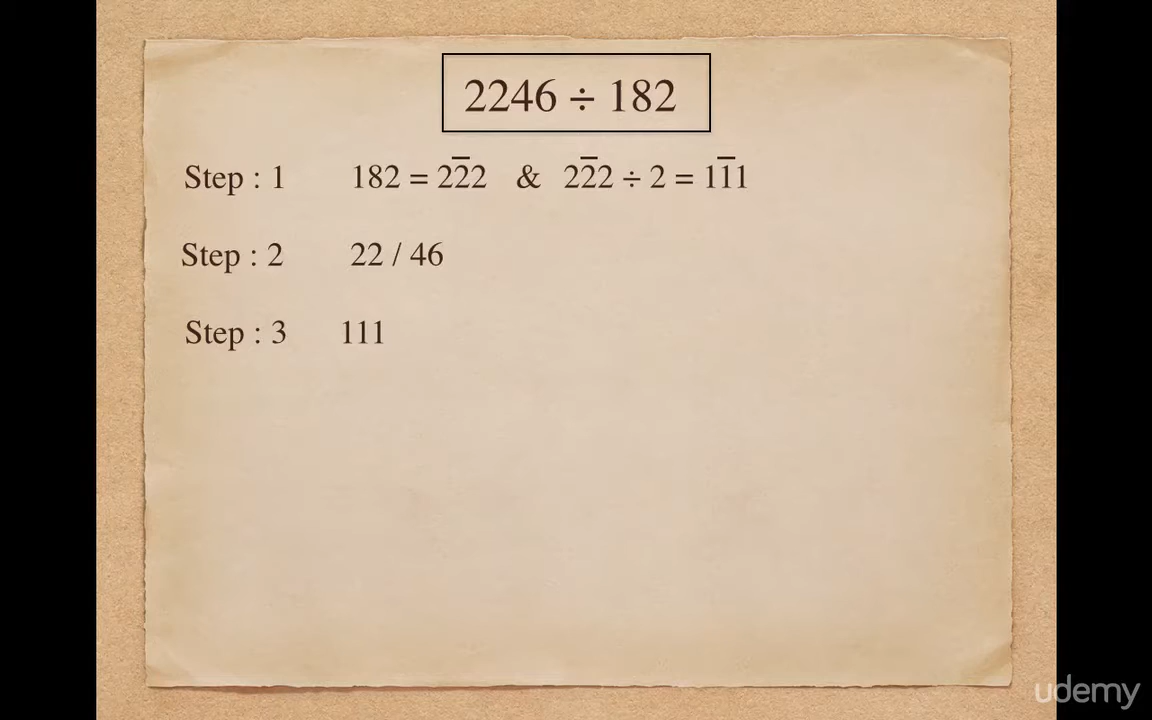 2246 ÷ 182
Step : 1 182 = 22̅2 & 22̅2 ÷ 2 = 11̅1
Step : 2 22 / 46
Step : 3 111
udemy